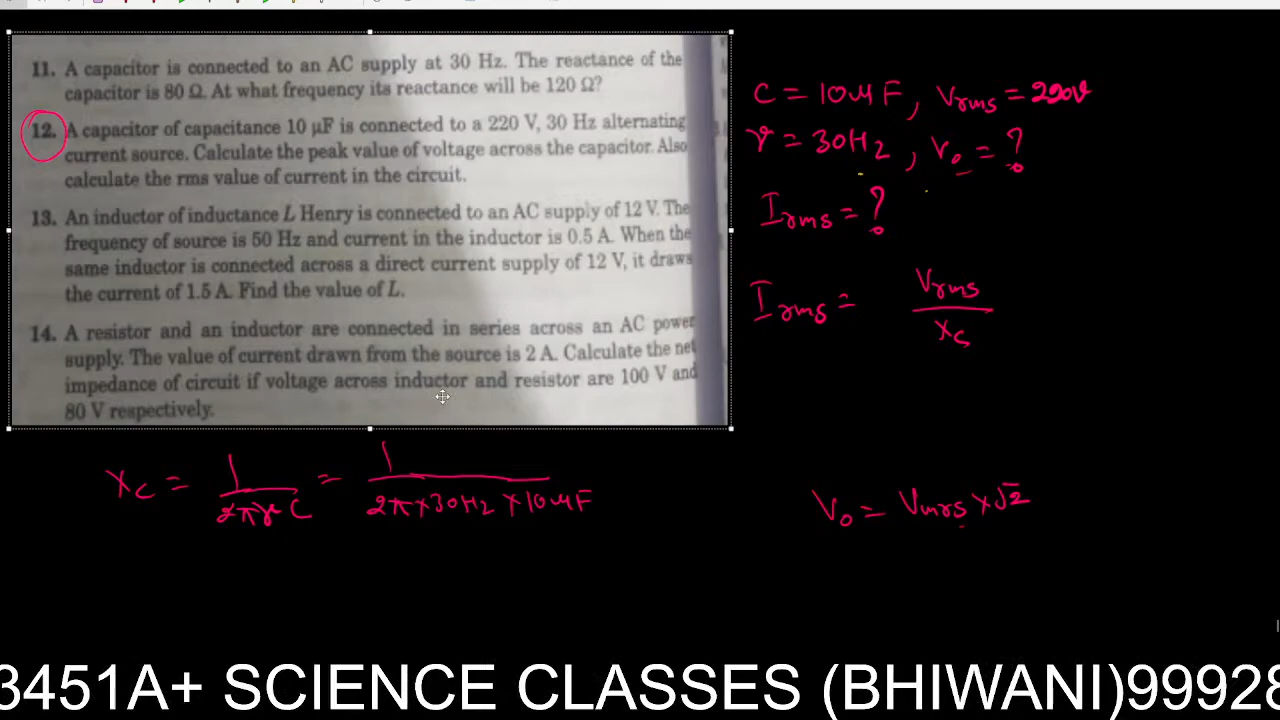 1. A capacitor is connected to an AC supply at 30 Hz. The reactance of the
capacitor is 80 Ω. At what frequency its reactance will be 120 Ω?
12. A capacitor of capacitance 10 μF is connected to a 220 V, 30 Hz alternating
current source. Calculate the peak value of voltage across the capacitor. Also
calculate the rms value of current in the circuit.
13. An inductor of inductance L Henry is connected to an AC supply of 12 V. The
frequency of source is 50 Hz and current in the inductor is 0.5 A. When the
same inductor is connected across a direct current supply of 12 V, it draws
the current of 1.5 A. Find the value of L.
14. A resistor and an inductor are connected in series across an AC power
supply. The value of current drawn from the source is 2 A. Calculate the net
impedance of circuit if voltage across inductor and resistor are 100 V and
80 V respectively.
C = 10μF, Vrms = 220V
ν = 30Hz, V₀ = ?
Irms = ?
Irms = Vrms / Xc
Xc = 1 / 2πνC = 1 / 2π×30Hz×10μF
V₀ = Vmrs × √2
3451A+ SCIENCE CLASSES (BHIWANI)99928